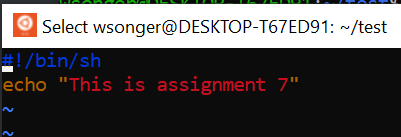 Select wsonger@DESKTOP-T67ED91: ~/test
#!/bin/sh
echo "This is assignment 7"
~
~